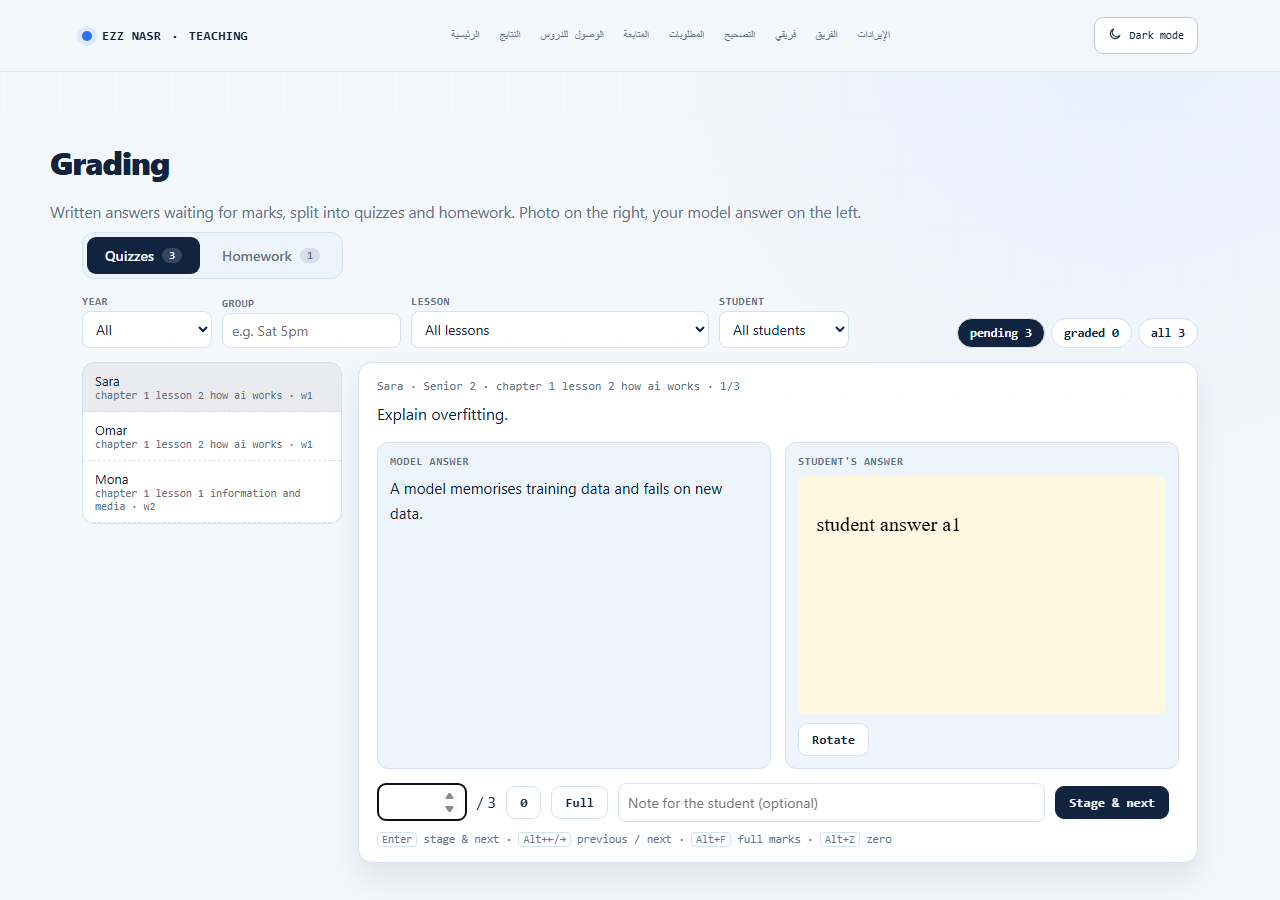 EZZ NASR · TEACHING
الرئيسية النتائج الوصول للدروس المتابعة المطلوبات التصحيح فريقي الفريق الإيرادات
Dark mode
Grading
Written answers waiting for marks, split into quizzes and homework. Photo on the right, your model answer on the left.
Quizzes 3 Homework 1
YEAR GROUP LESSON STUDENT
All e.g. Sat 5pm All lessons All students pending 3 graded 0 all 3
Sara
chapter 1 lesson 2 how ai works · w1
Omar
chapter 1 lesson 2 how ai works · w1
Mona
chapter 1 lesson 1 information and
media · w2
Sara · Senior 2 · chapter 1 lesson 2 how ai works · 1/3
Explain overfitting.
MODEL ANSWER
A model memorises training data and fails on new
data.
STUDENT'S ANSWER
student answer a1
Rotate
/ 3 0 Full Note for the student (optional) Stage & next
Enter stage & next · Alt+←/→ previous / next · Alt+F full marks · Alt+Z zero